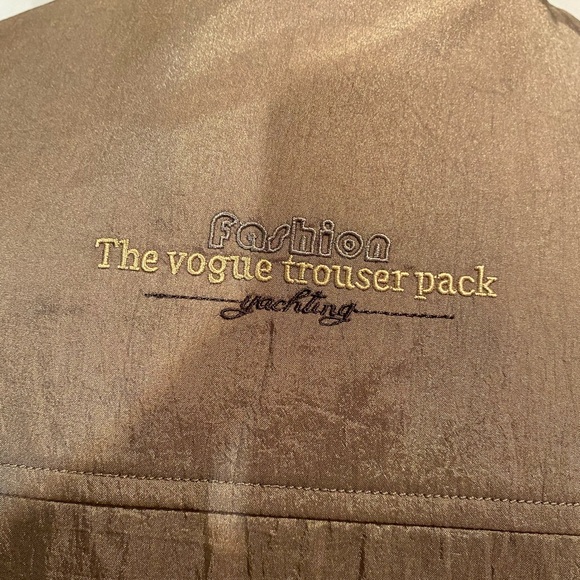 Fashion
The vogue trouser pack
yachting